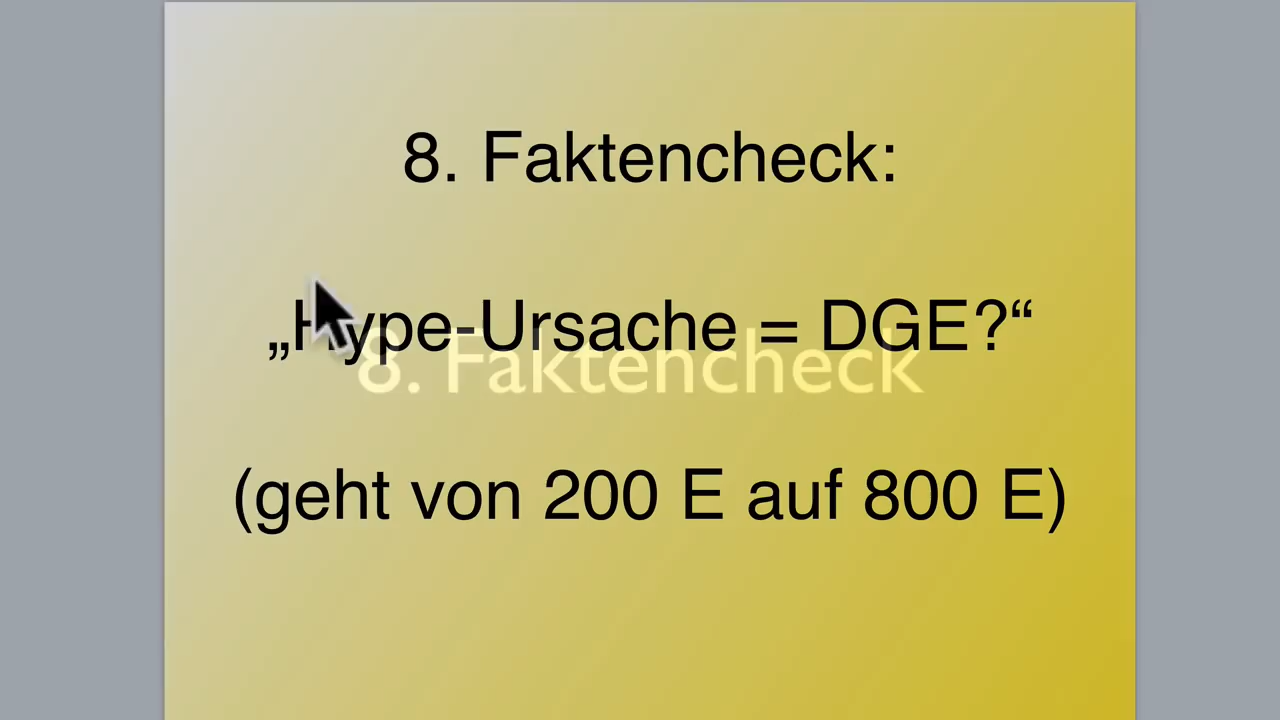 8. Faktencheck:
„Hype-Ursache = DGE?“
8. Faktencheck
(geht von 200 E auf 800 E)